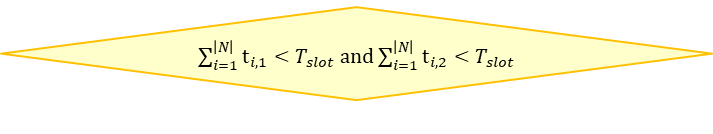 ∑_{i=1}^{|N|} t_{i,1} < T_{slot} and ∑_{i=1}^{|N|} t_{i,2} < T_{slot}